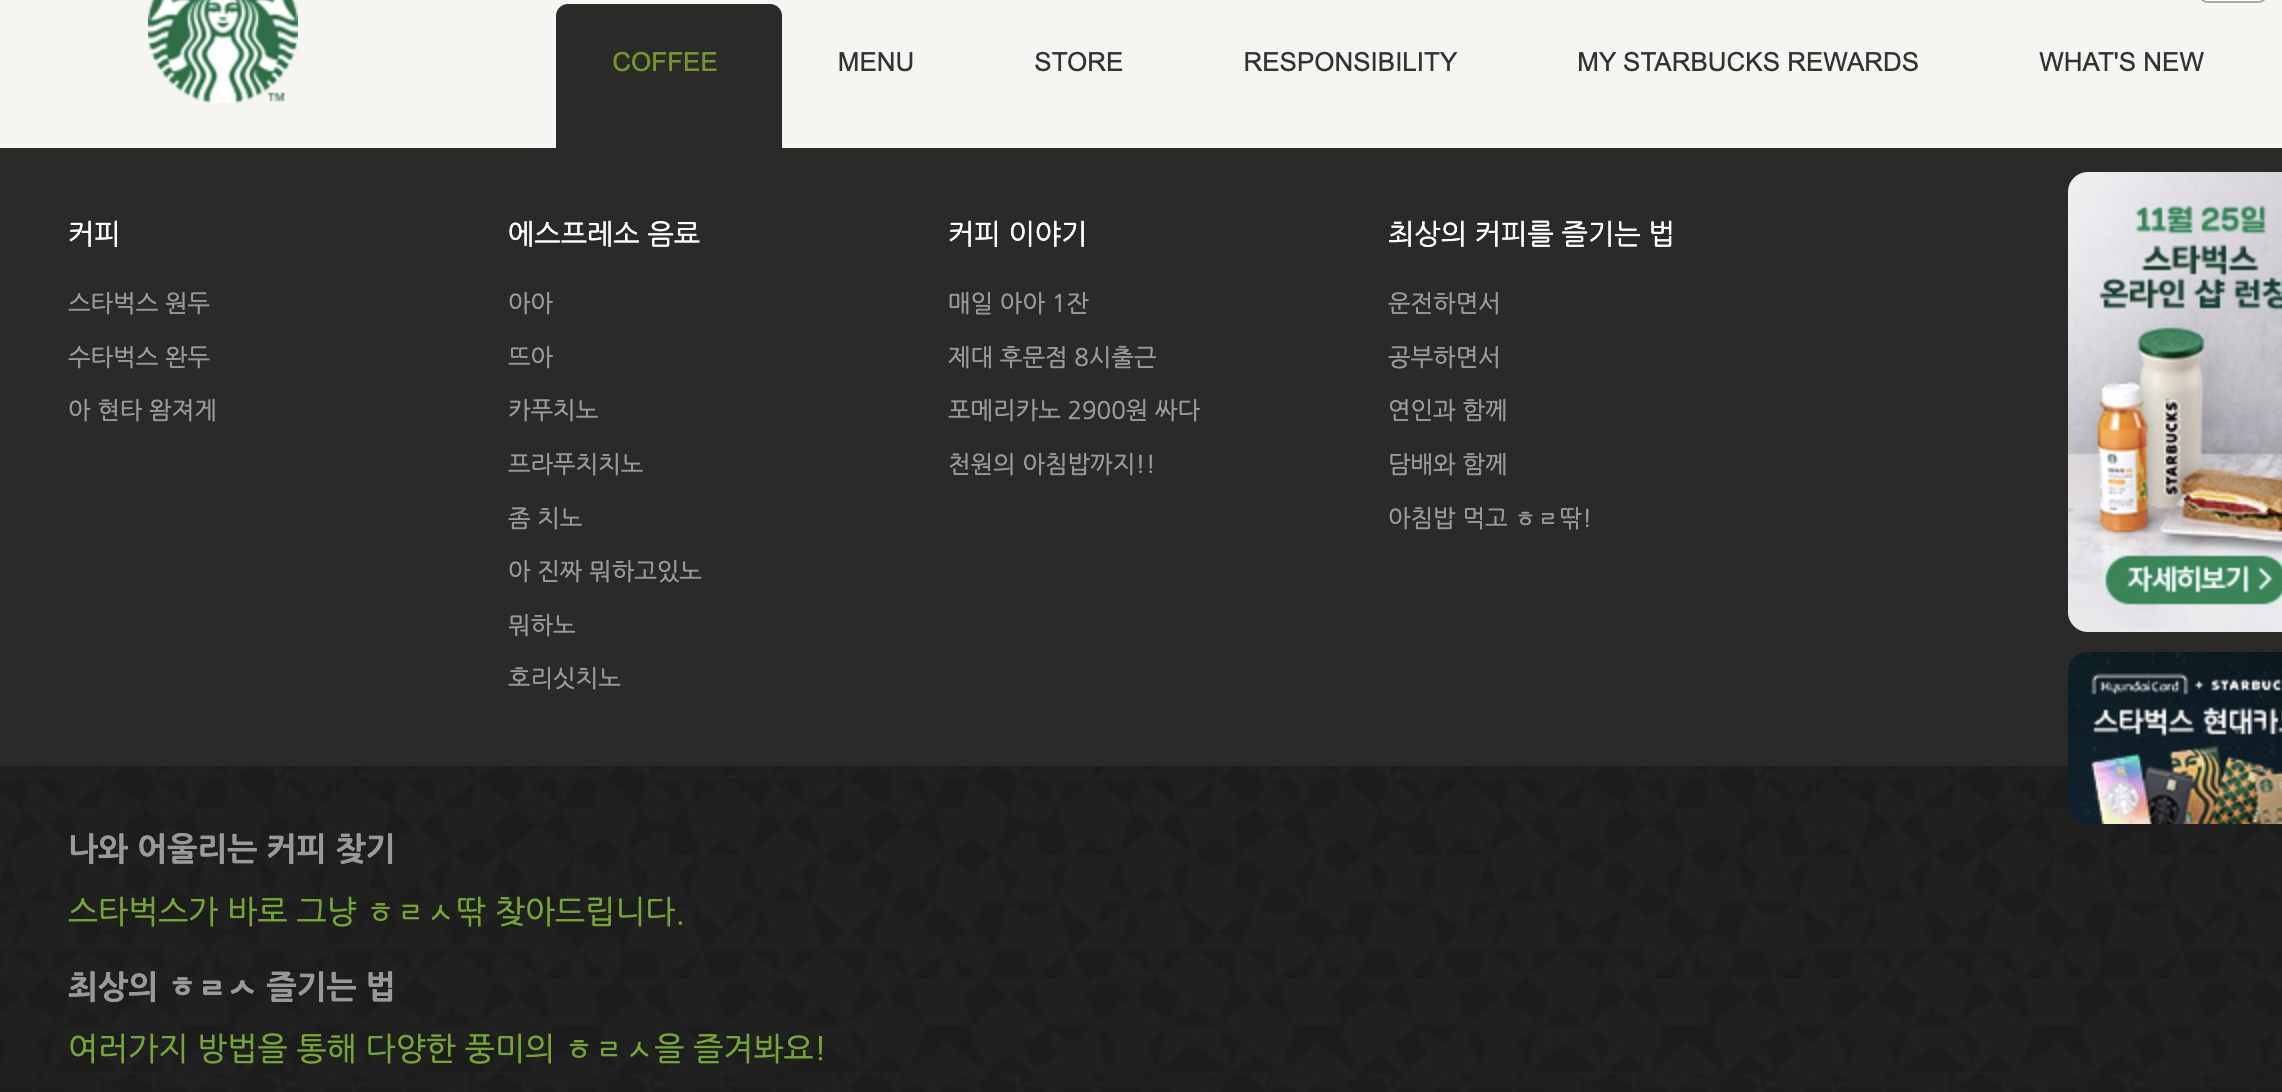 TM
COFFEE
MENU
STORE
RESPONSIBILITY
MY STARBUCKS REWARDS
WHAT'S NEW
커피
스타벅스 원두
수타벅스 완두
아 현타 왐져게
에스프레소 음료
아아
뜨아
카푸치노
프라푸치치노
좀 치노
아 진짜 뭐하고있노
뭐하노
호리싯치노
커피 이야기
매일 아아 1잔
제대 후문점 8시출근
포메리카노 2900원 싸다
천원의 아침밥까지!!
최상의 커피를 즐기는 법
운전하면서
공부하면서
연인과 함께
담배와 함께
아침밥 먹고 ㅎㄹ딲!
11월 25일
스타벅스
온라인 샵 런칭
STARBUCKS
자세히보기 >
HyundaiCard + STARBUC
스타벅스 현대카
나와 어울리는 커피 찾기
스타벅스가 바로 그냥 ㅎㄹㅅ딲 찾아드립니다.
최상의 ㅎㄹㅅ 즐기는 법
여러가지 방법을 통해 다양한 풍미의 ㅎㄹㅅ을 즐겨봐요!